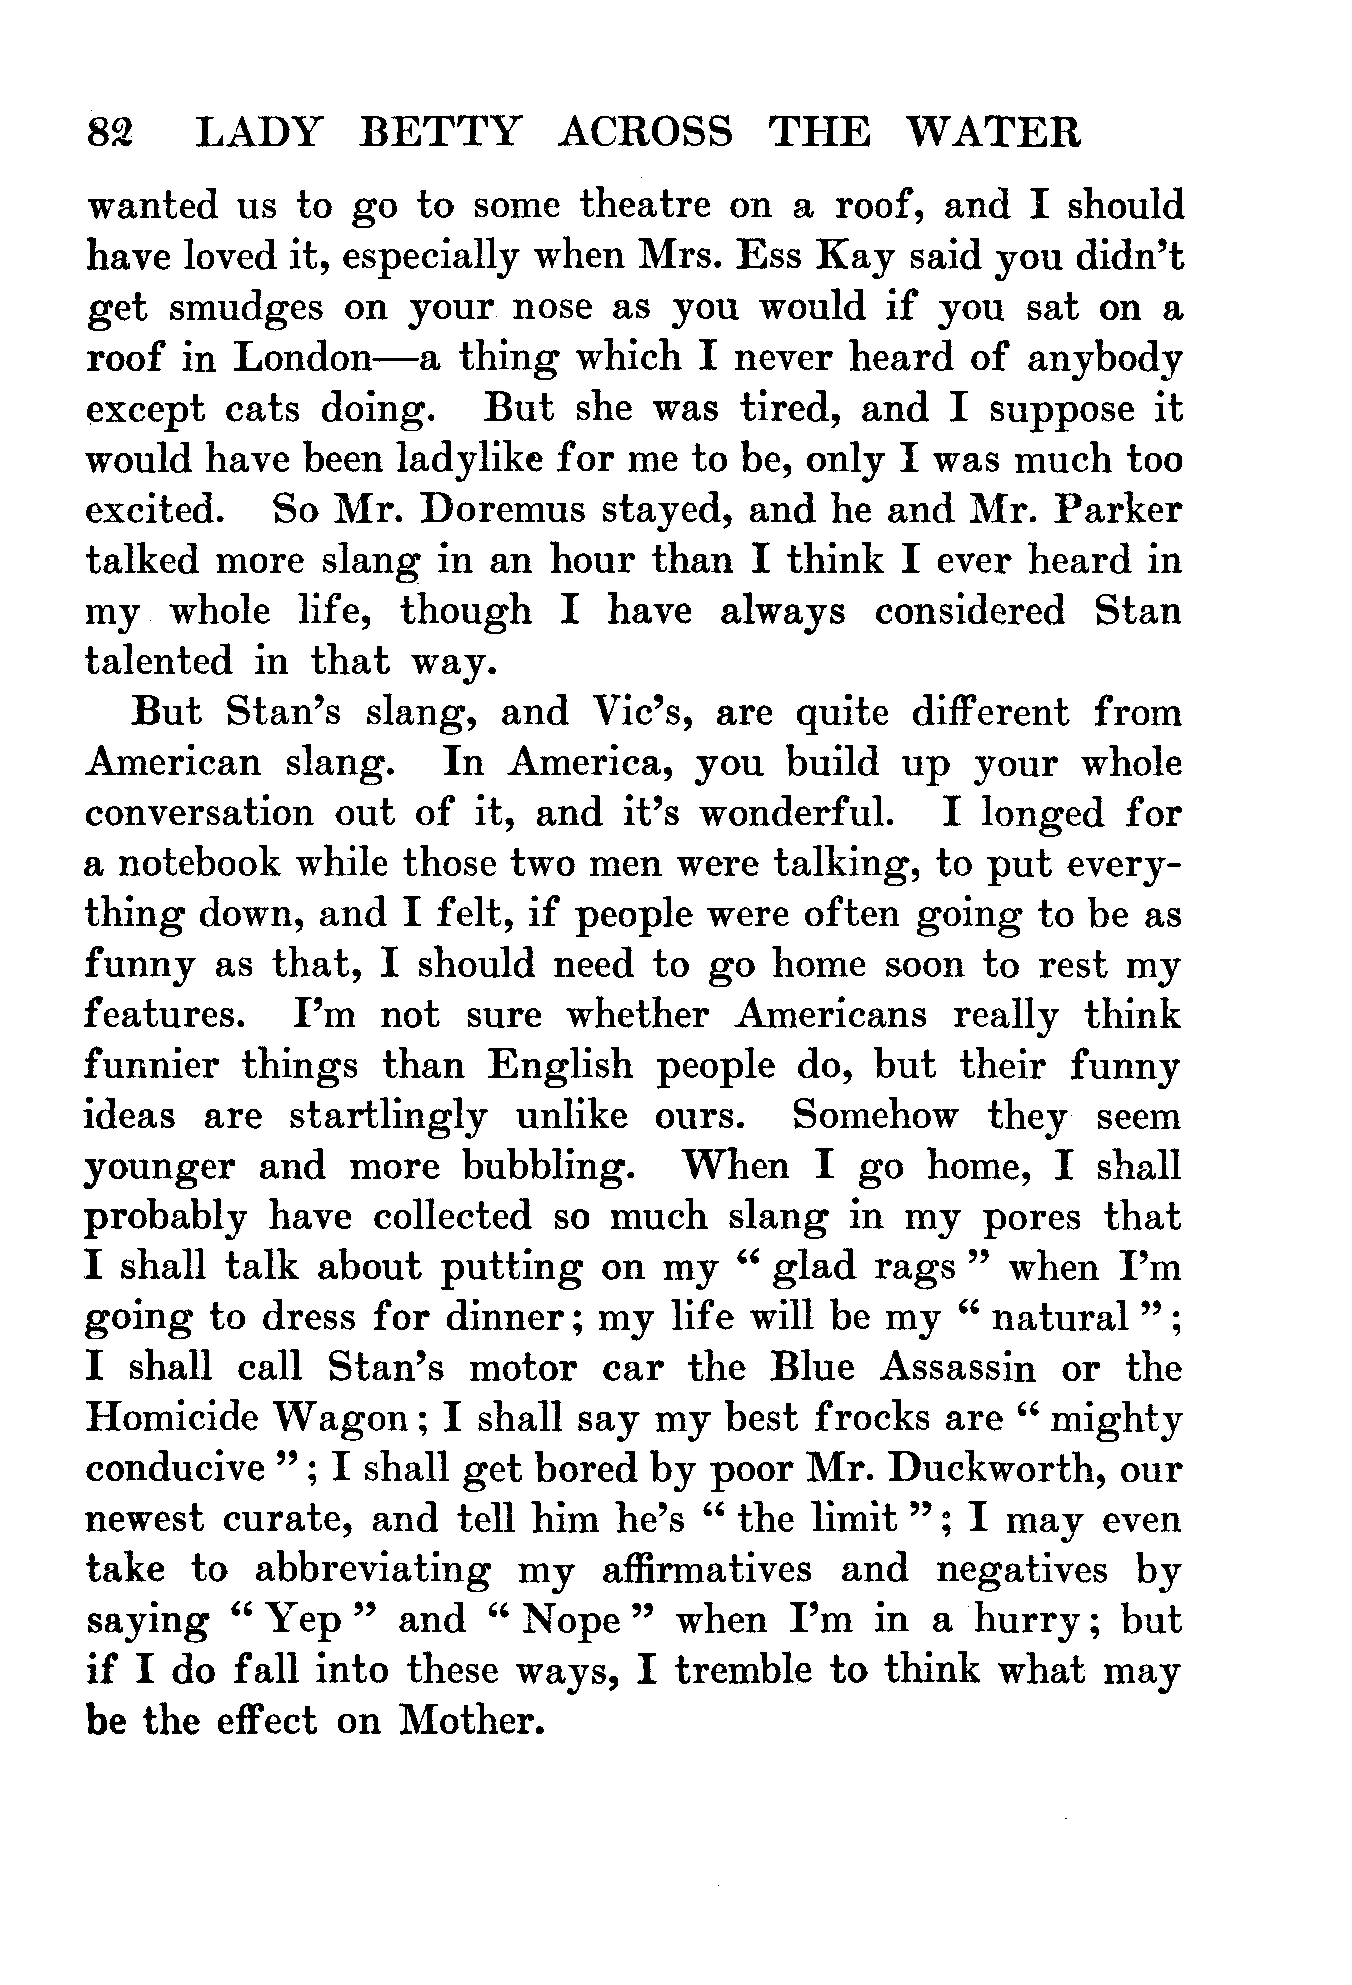 82 LADY BETTY ACROSS THE WATER
wanted us to go to some theatre on a roof, and I should
have loved it, especially when Mrs. Ess Kay said you didn't
get smudges on your nose as you would if you sat on a
roof in London—a thing which I never heard of anybody
except cats doing. But she was tired, and I suppose it
would have been ladylike for me to be, only I was much too
excited. So Mr. Doremus stayed, and he and Mr. Parker
talked more slang in an hour than I think I ever heard in
my whole life, though I have always considered Stan
talented in that way.
But Stan's slang, and Vic's, are quite different from
American slang. In America, you build up your whole
conversation out of it, and it's wonderful. I longed for
a notebook while those two men were talking, to put every-
thing down, and I felt, if people were often going to be as
funny as that, I should need to go home soon to rest my
features. I'm not sure whether Americans really think
funnier things than English people do, but their funny
ideas are startlingly unlike ours. Somehow they seem
younger and more bubbling. When I go home, I shall
probably have collected so much slang in my pores that
I shall talk about putting on my “ glad rags ” when I'm
going to dress for dinner; my life will be my “ natural ”;
I shall call Stan's motor car the Blue Assassin or the
Homicide Wagon; I shall say my best frocks are “ mighty
conducive ”; I shall get bored by poor Mr. Duckworth, our
newest curate, and tell him he's “ the limit ”; I may even
take to abbreviating my affirmatives and negatives by
saying “ Yep ” and “ Nope ” when I'm in a hurry; but
if I do fall into these ways, I tremble to think what may
be the effect on Mother.